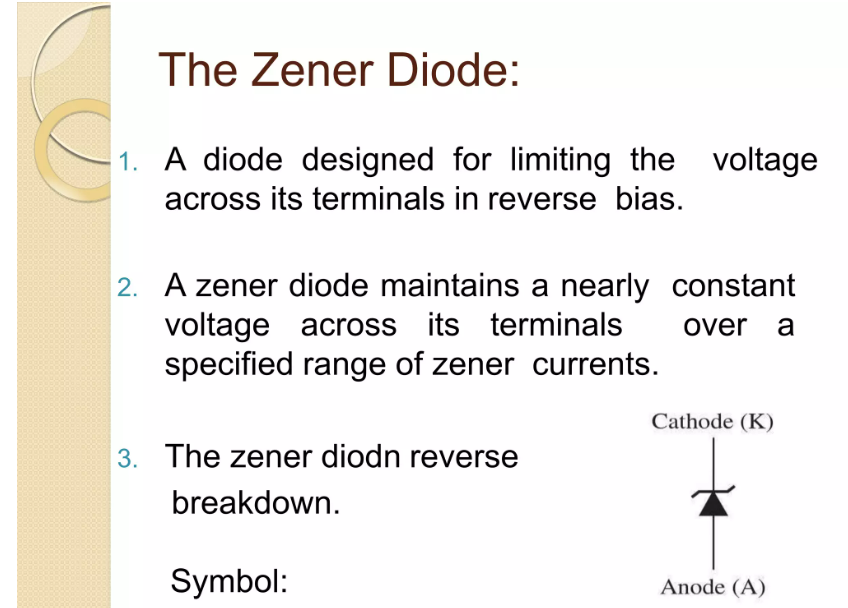 The Zener Diode:
1. A diode designed for limiting the voltage
across its terminals in reverse bias.
2. A zener diode maintains a nearly constant
voltage across its terminals over a
specified range of zener currents.
3. The zener diodn reverse
breakdown.
Symbol:
Cathode (K)
Anode (A)